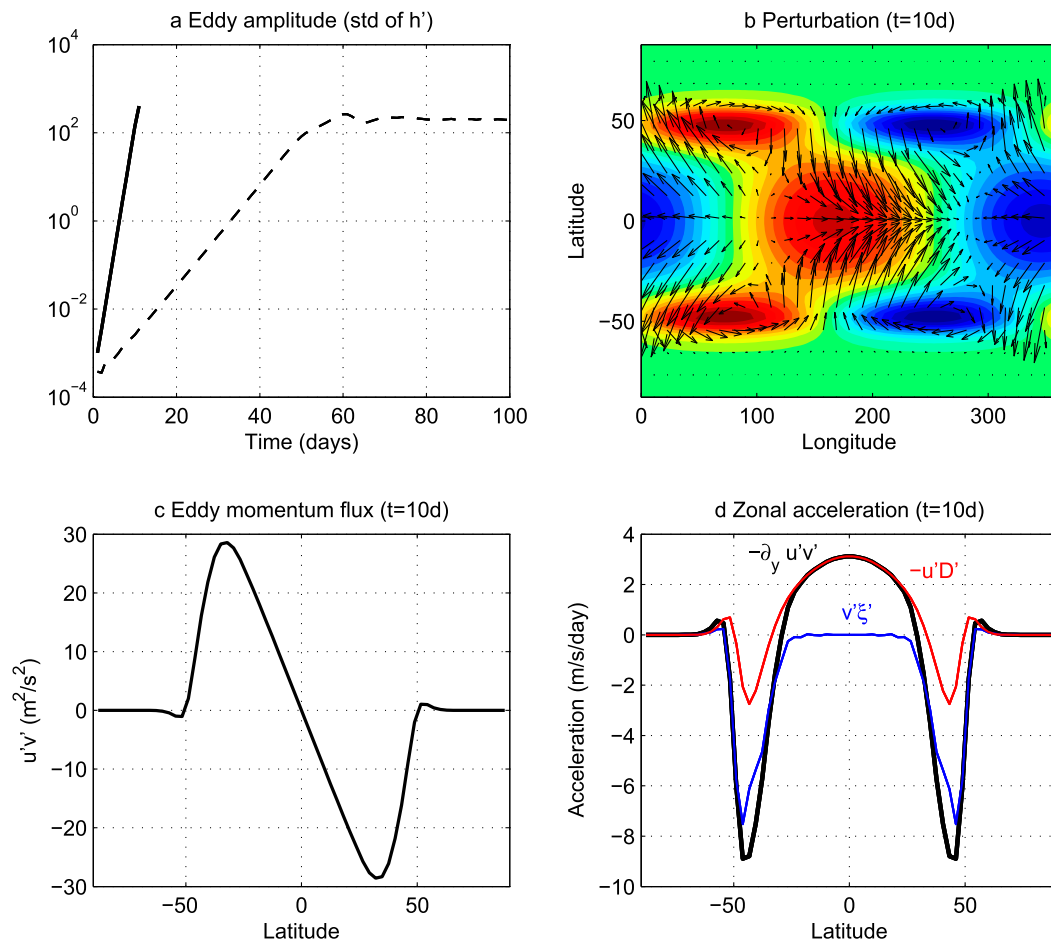 a Eddy amplitude (std of h')
10^4
10^2
10^0
10^−2
10^−4
0 20 40 60 80 100
Time (days)
b Perturbation (t=10d)
Latitude
50
0
−50
0 100 200 300
Longitude
c Eddy momentum flux (t=10d)
u'v' (m^2/s^2)
30
20
10
0
−10
−20
−30
−50 0 50
Latitude
d Zonal acceleration (t=10d)
Acceleration (m/s/day)
4
2
0
−2
−4
−6
−8
−10
−∂_y u'v'
−u'D'
v'ξ'
−50 0 50
Latitude